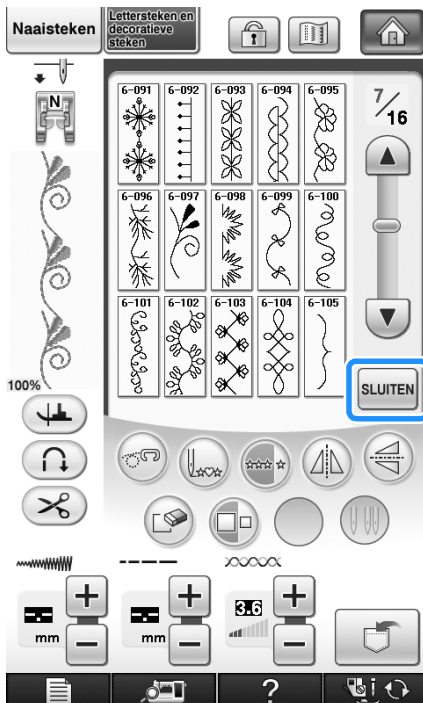 Naaisteken
Lettersteken en
decoratieve
steken
N
6-091 6-092 6-093 6-094 6-095
7/16
6-096 6-097 6-098 6-099 6-100
6-101 6-102 6-103 6-104 6-105
100%
SLUITEN
3.6
mm
mm
?